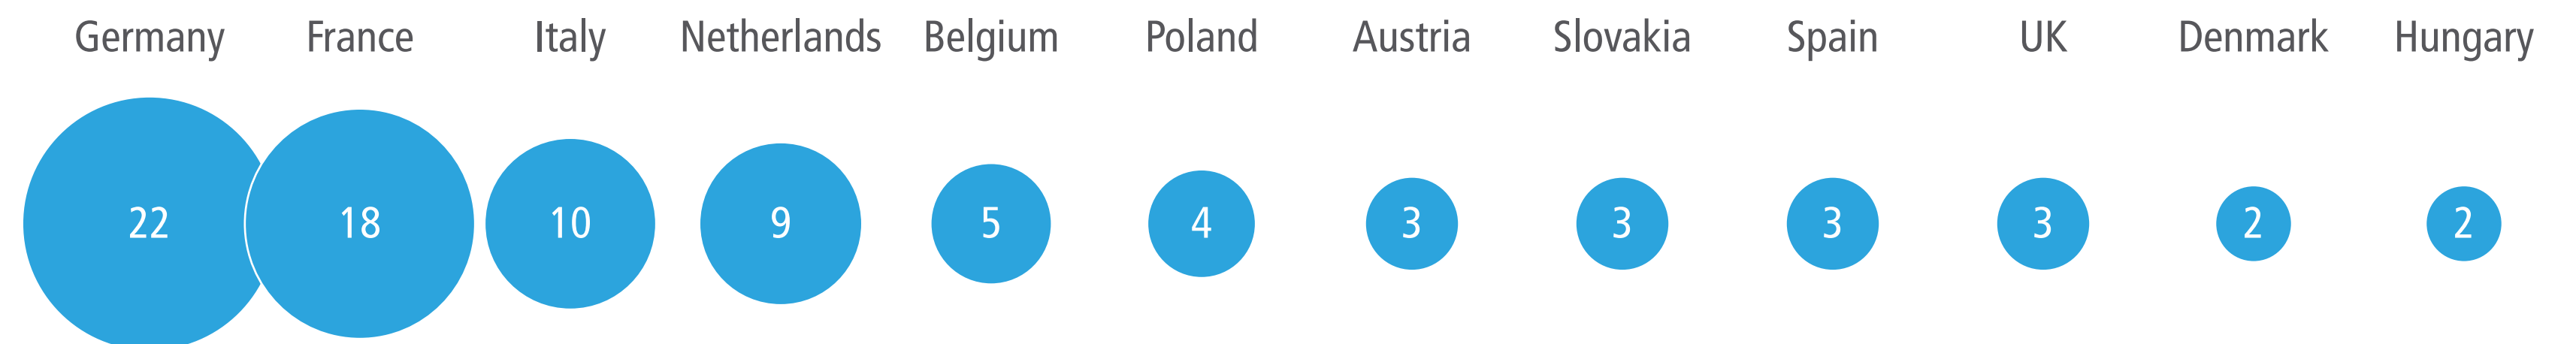 Germany France Italy Netherlands Belgium Poland Austria Slovakia Spain UK Denmark Hungary
22 18 10 9 5 4 3 3 3 3 2 2